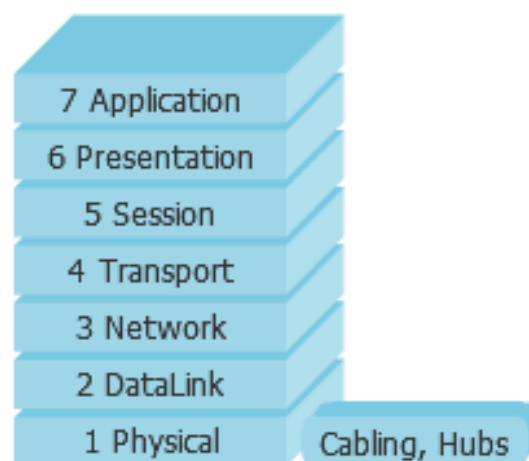 7 Application
6 Presentation
5 Session
4 Transport
3 Network
2 DataLink
1 Physical
Cabling, Hubs